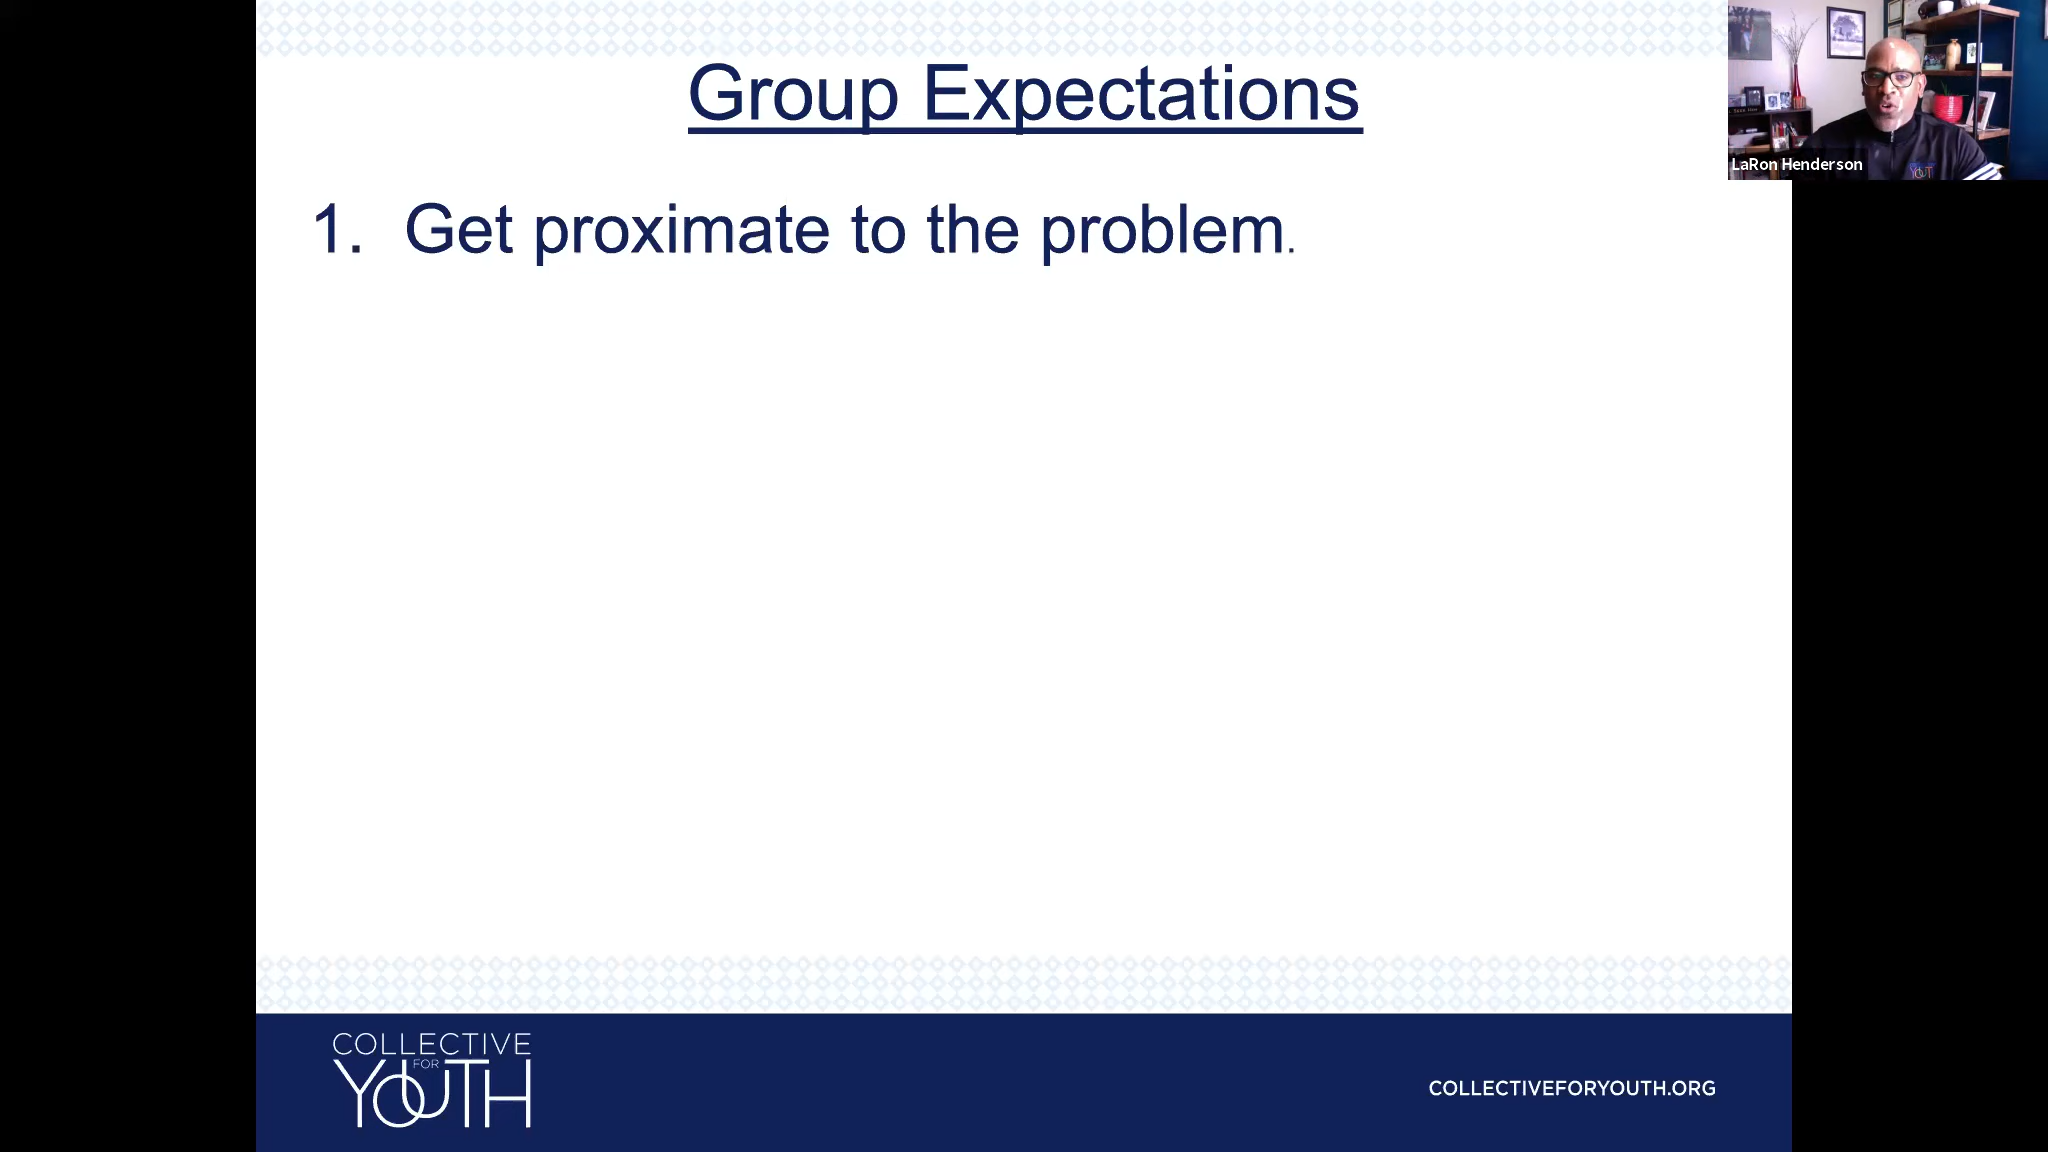 Group Expectations
LaRon Henderson
1. Get proximate to the problem.
COLLECTIVE
FOR
YOUTH
COLLECTIVEFORYOUTH.ORG